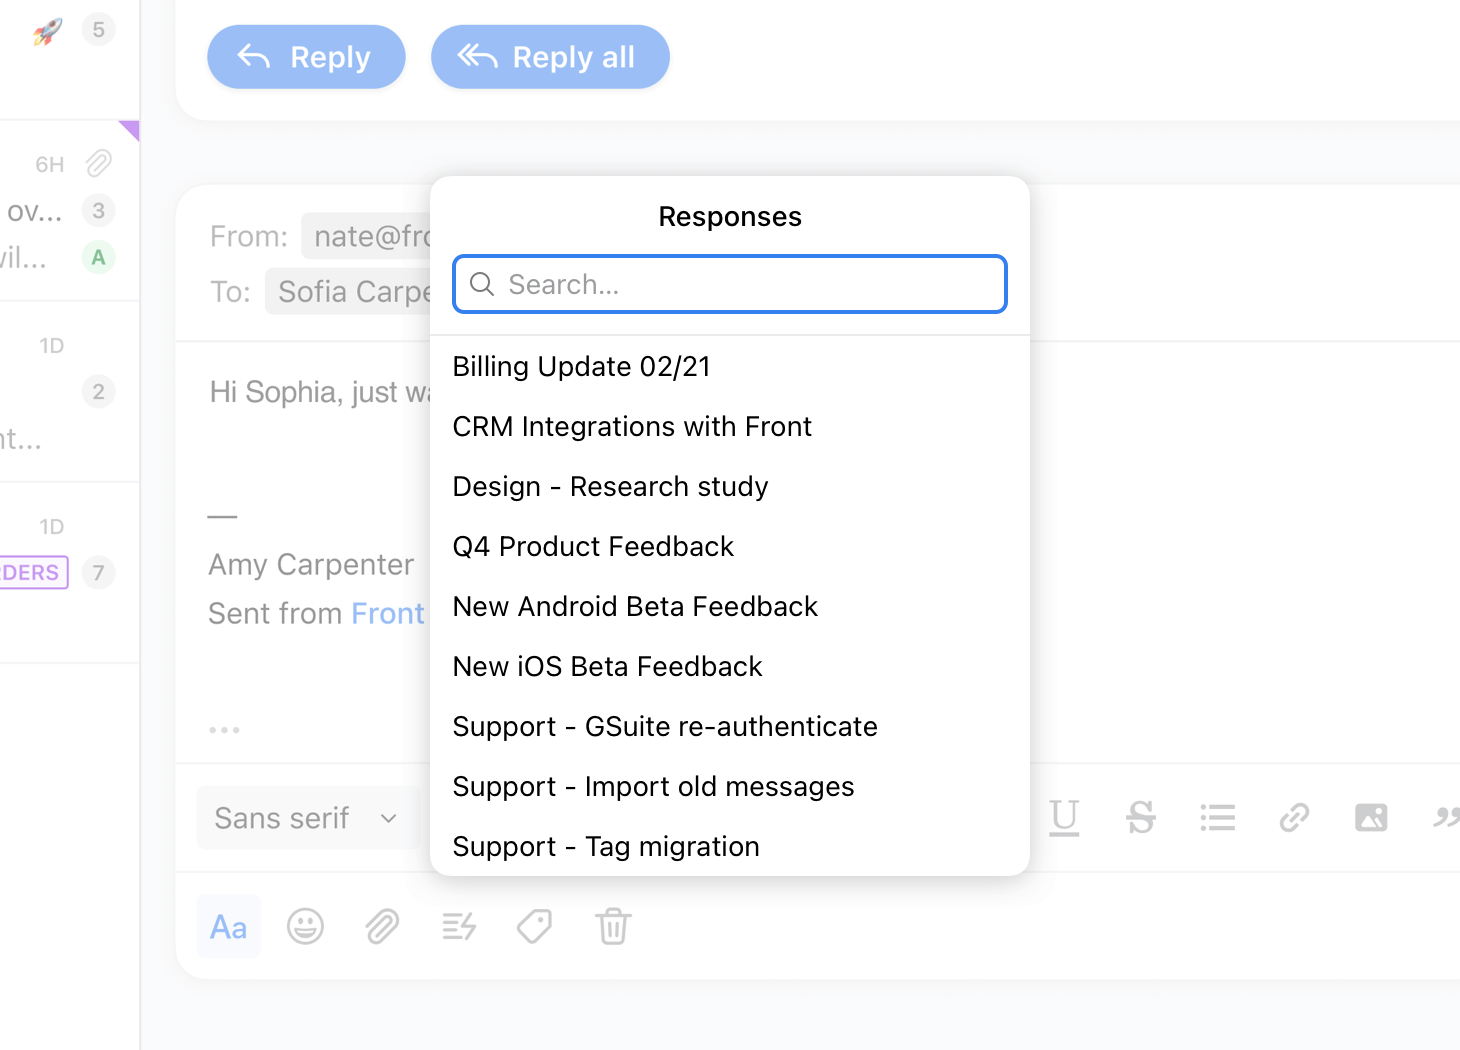 5
Reply
Reply all
6H
ov...
3
A
1D
2
1D
7
From: nate@fr
To: Sofia Carpe
Hi Sophia, just
—
Amy Carpenter
Sent from Front
...
Responses
Search...
Billing Update 02/21
CRM Integrations with Front
Design - Research study
Q4 Product Feedback
New Android Beta Feedback
New iOS Beta Feedback
Support - GSuite re-authenticate
Support - Import old messages
Support - Tag migration
Sans serif
U
S
Aa